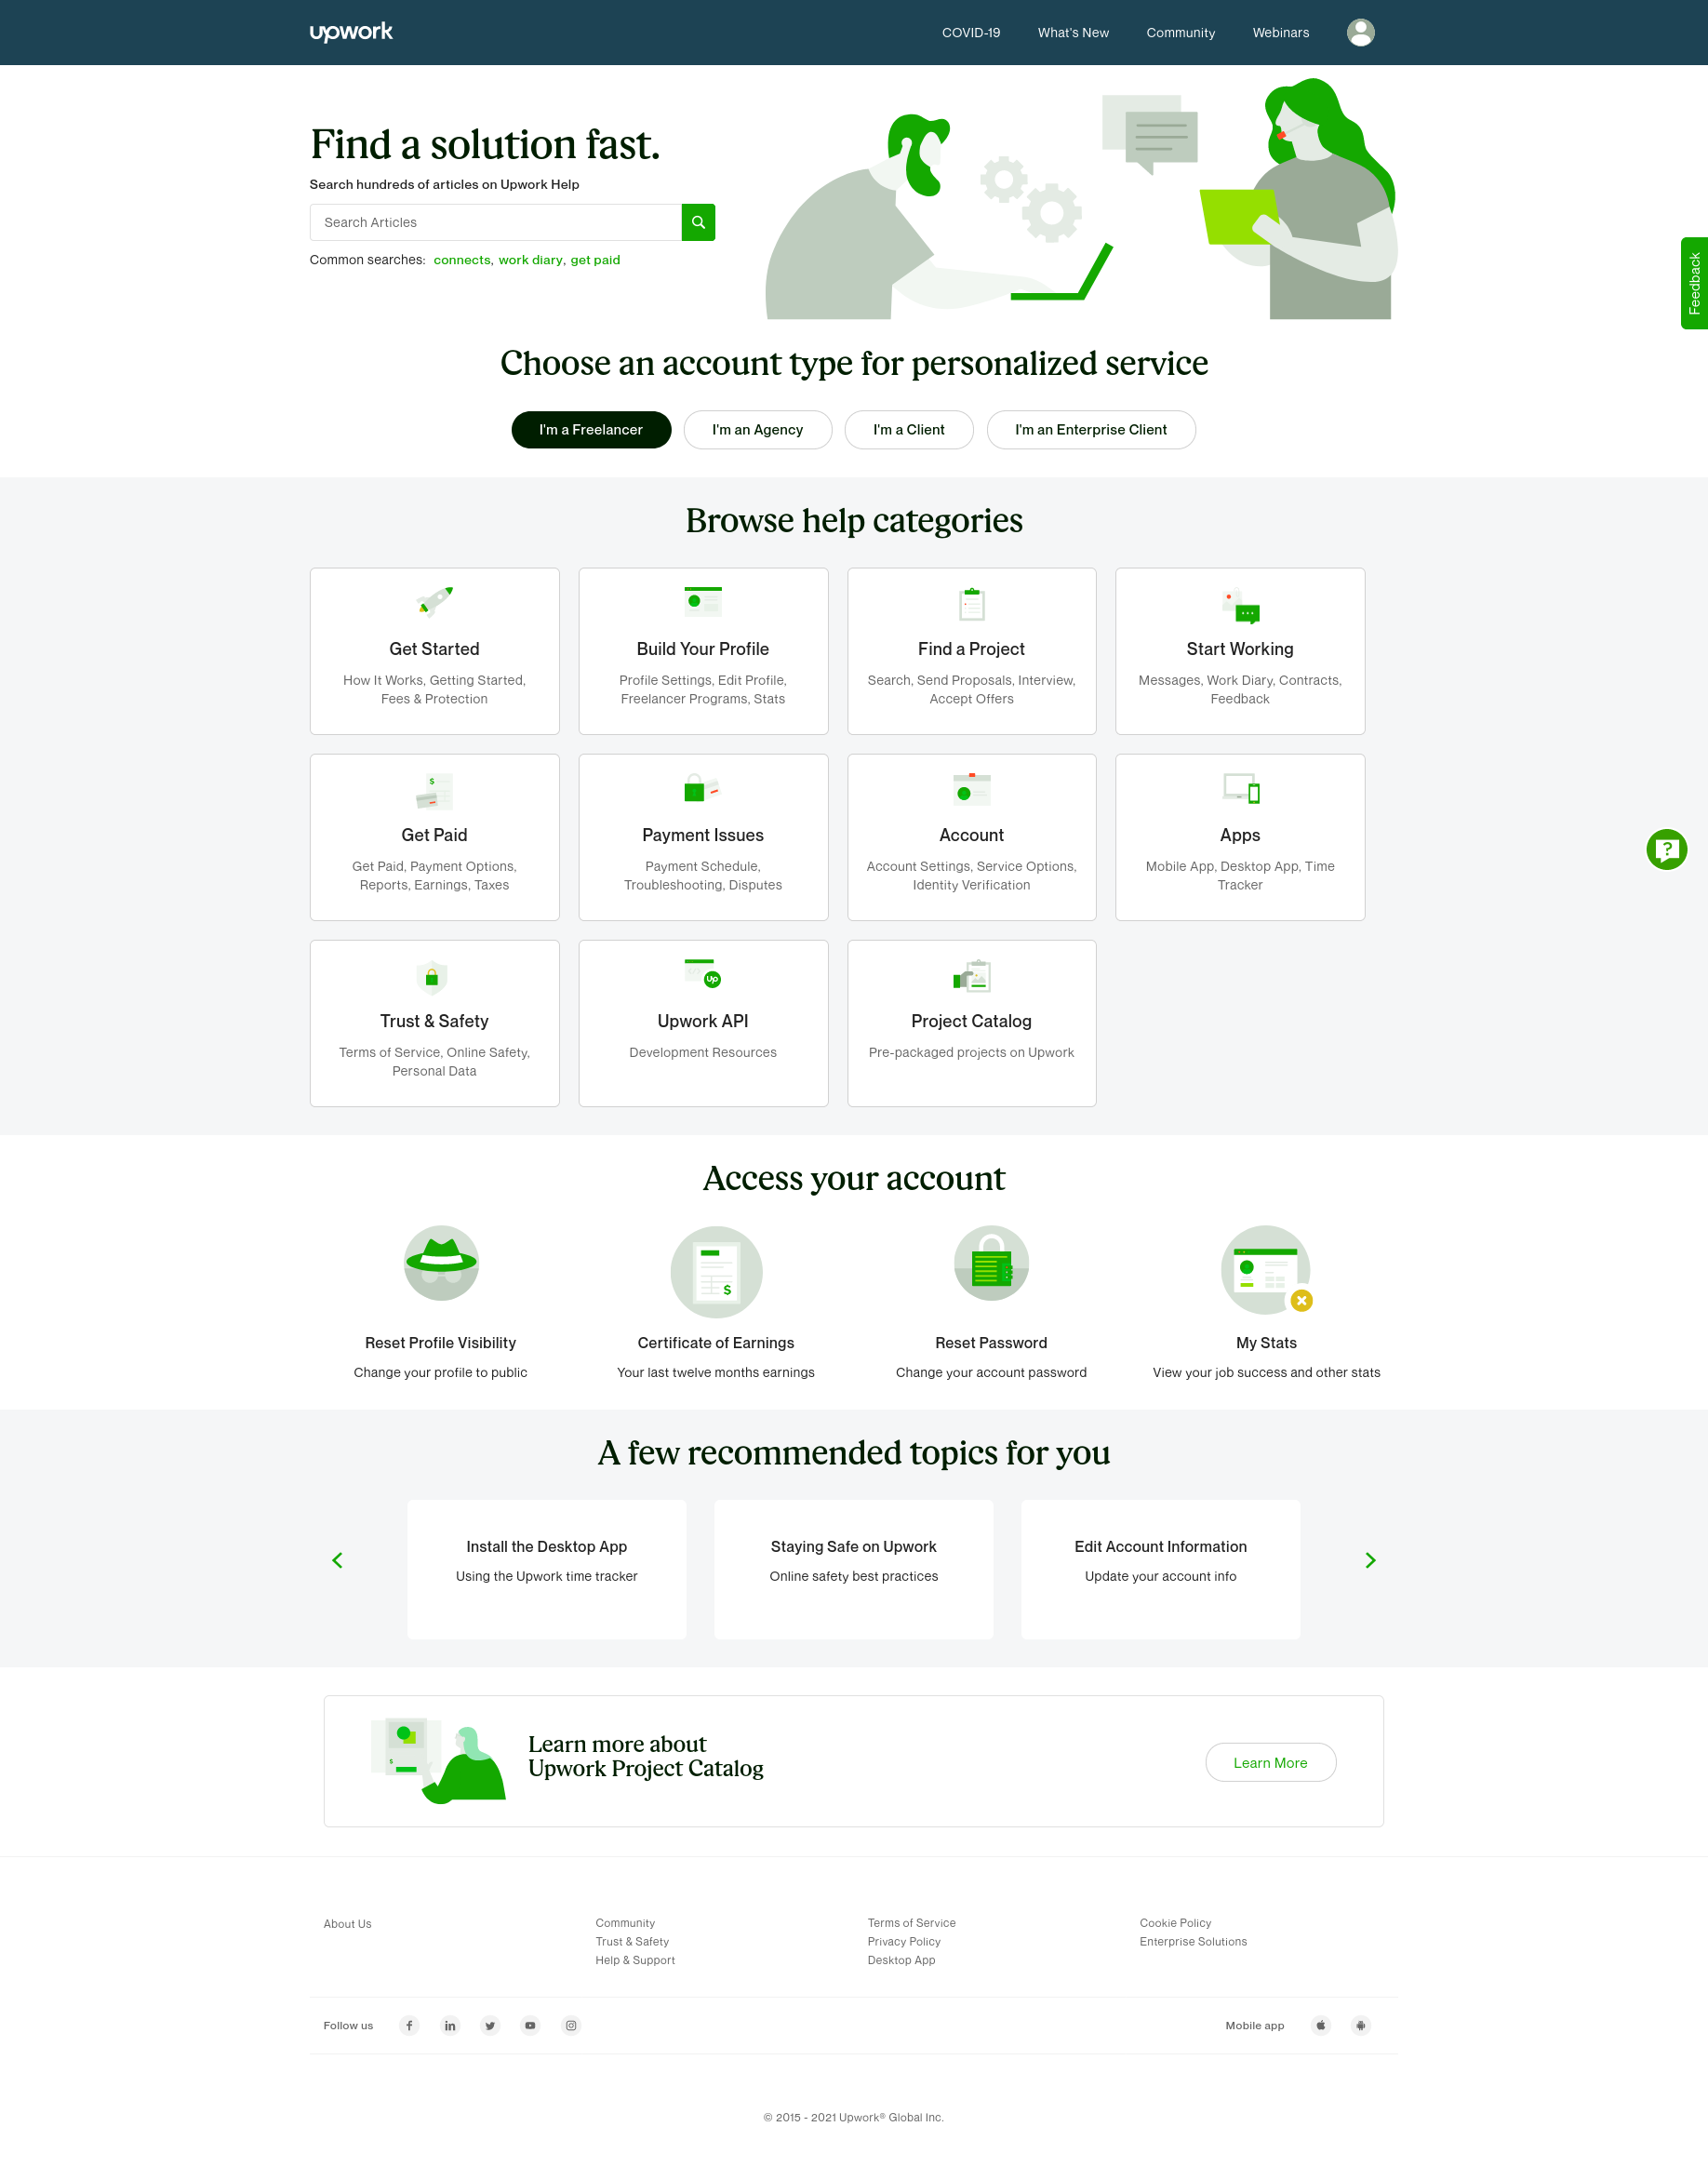 upwork
COVID-19
What's New
Community
Webinars
Find a solution fast.
Search hundreds of articles on Upwork Help
Search Articles
Common searches: connects, work diary, get paid
Feedback
Choose an account type for personalized service
I'm a Freelancer
I'm an Agency
I'm a Client
I'm an Enterprise Client
Browse help categories
Get Started
How It Works, Getting Started,
Fees & Protection
Build Your Profile
Profile Settings, Edit Profile,
Freelancer Programs, Stats
Find a Project
Search, Send Proposals, Interview,
Accept Offers
Start Working
Messages, Work Diary, Contracts,
Feedback
$
Get Paid
Get Paid, Payment Options,
Reports, Earnings, Taxes
Payment Issues
Payment Schedule,
Troubleshooting, Disputes
Account
Account Settings, Service Options,
Identity Verification
Apps
Mobile App, Desktop App, Time
Tracker
?
Trust & Safety
Terms of Service, Online Safety,
Personal Data
</>
Up
Upwork API
Development Resources
Project Catalog
Pre-packaged projects on Upwork
Access your account
Reset Profile Visibility
Change your profile to public
$
Certificate of Earnings
Your last twelve months earnings
Reset Password
Change your account password
My Stats
View your job success and other stats
A few recommended topics for you
Install the Desktop App
Using the Upwork time tracker
Staying Safe on Upwork
Online safety best practices
Edit Account Information
Update your account info
$
Learn more about
Upwork Project Catalog
Learn More
About Us
Community
Trust & Safety
Help & Support
Terms of Service
Privacy Policy
Desktop App
Cookie Policy
Enterprise Solutions
Follow us
f
in
Mobile app
© 2015 - 2021 Upwork® Global Inc.